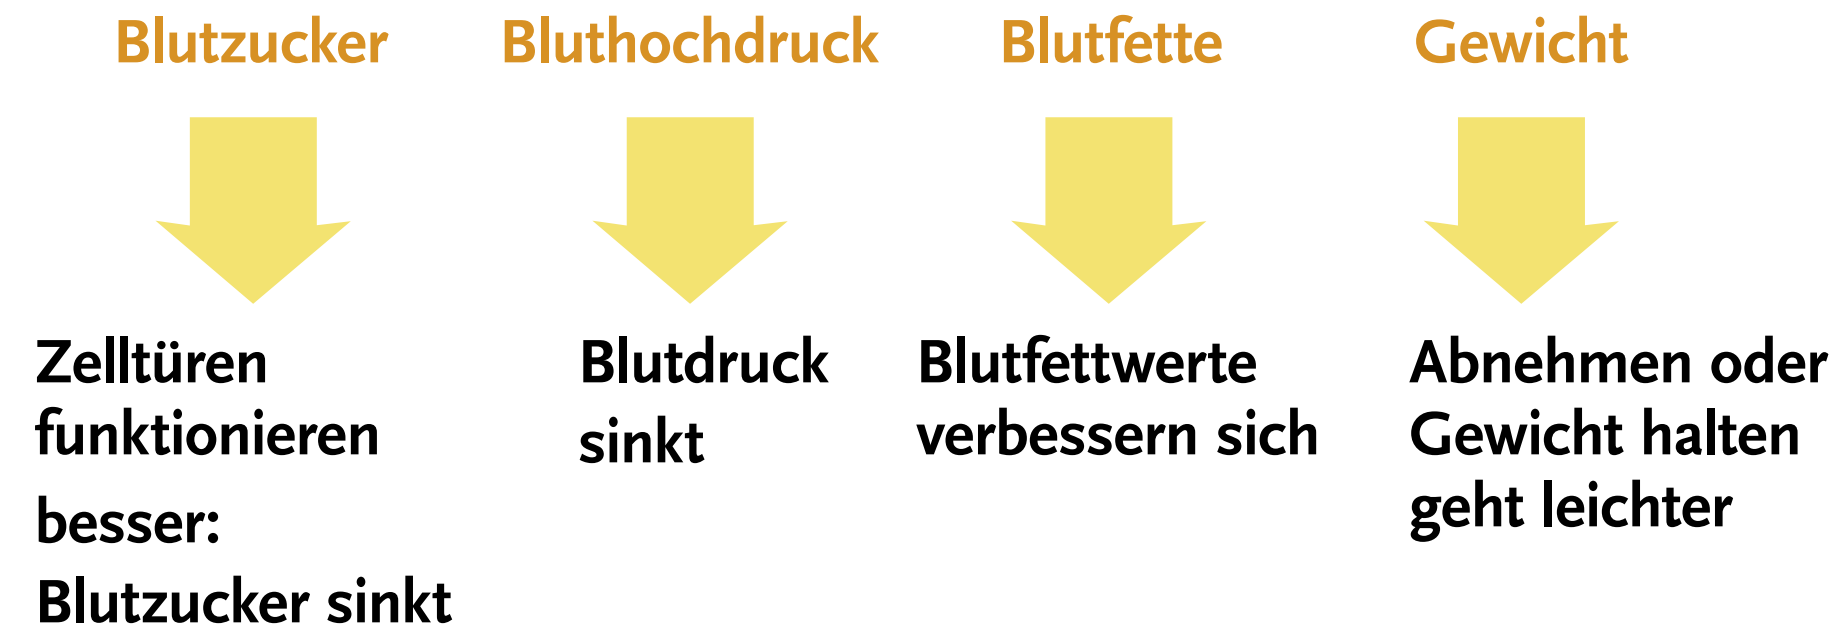 Blutzucker
Bluthochdruck
Blutfette
Gewicht
Zelltüren
funktionieren
besser:
Blutzucker sinkt
Blutdruck
sinkt
Blutfettwerte
verbessern sich
Abnehmen oder
Gewicht halten
geht leichter